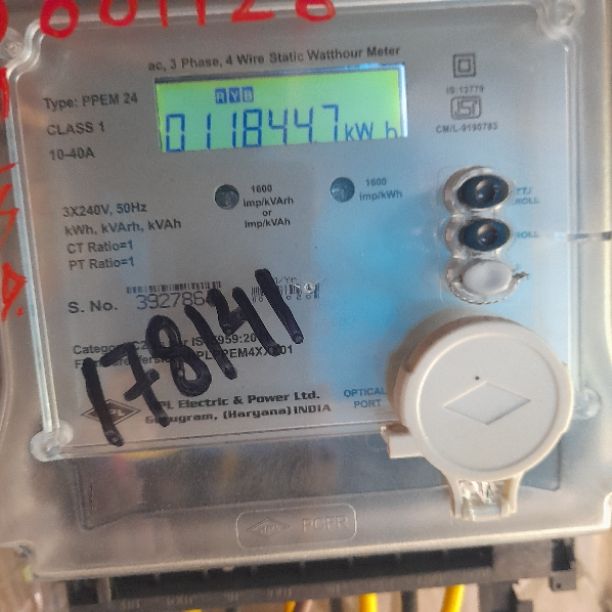 ac, 3 Phase, 4 Wire Static Watthour Meter
Type: PPEM 24
CLASS 1
10-40A
R Y B
0118447 kW h
IS:13779
CM/L-9190783
1600
imp/kVArh
or
imp/kVAh
1600
imp/kWh
3X240V, 50Hz
kWh, kVArh, kVAh
CT Ratio=1
PT Ratio=1
S. No. 392786
178141
Electric & Power Ltd.
(Haryana) INDIA
OPTICAL
PORT